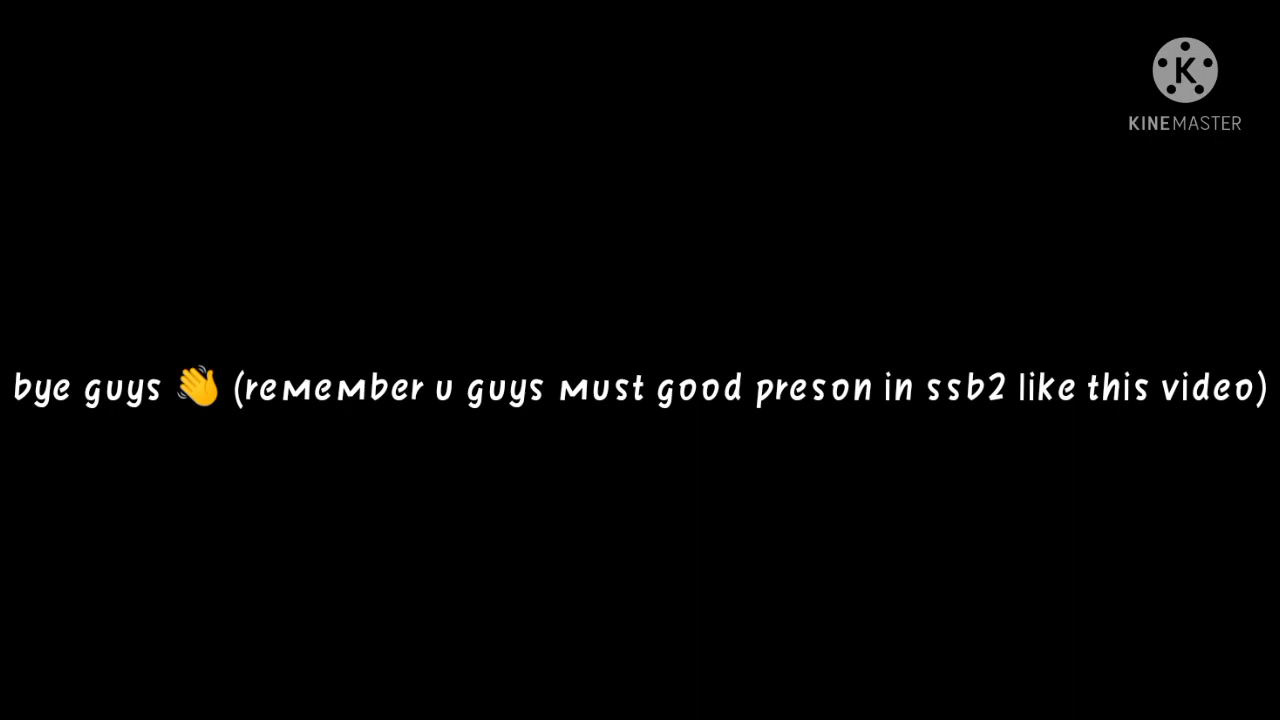 K
KINEMASTER
bye guys 👋 (remember u guys must good preson in ssb2 like this video)